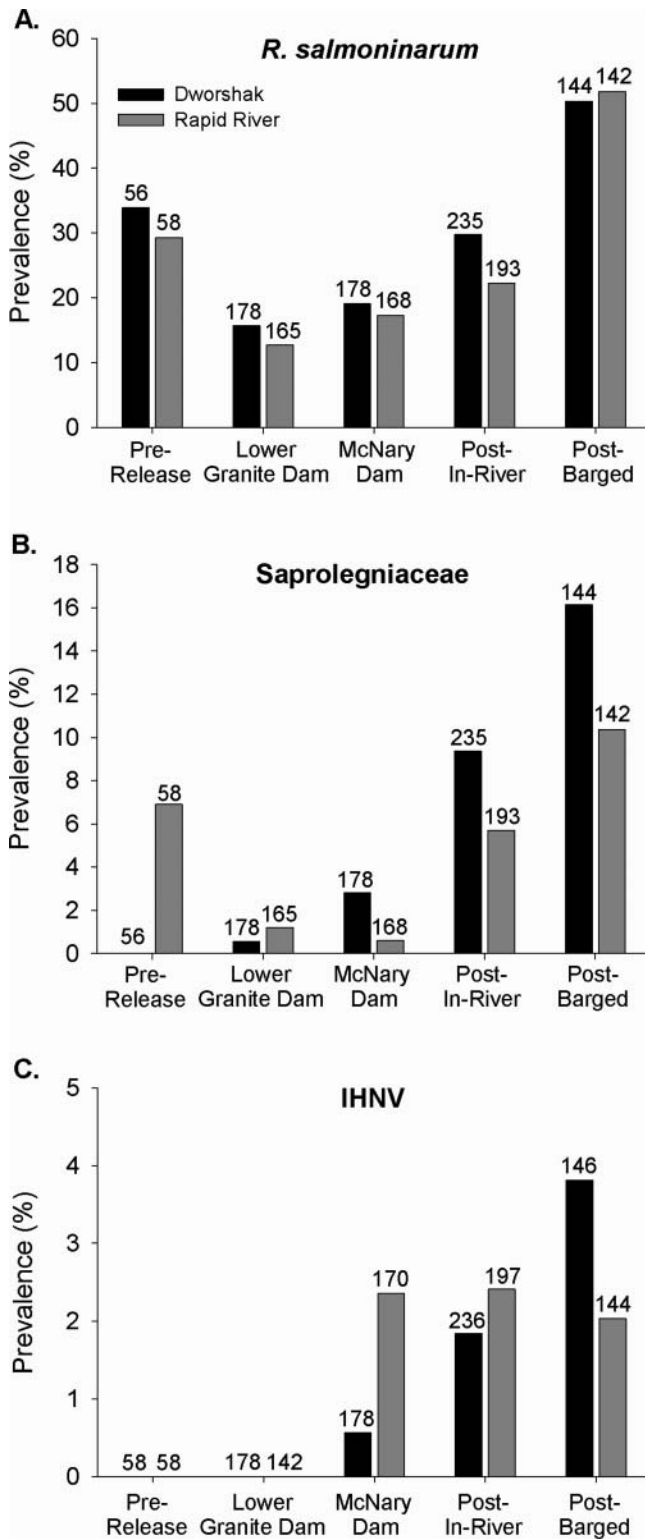 A.
R. salmoninarum
60
50
40
30
20
10
0
Prevalence (%)
Dworshak
Rapid River
56 58 178 165 178 168 235 193 144 142
Pre- Lower McNary Post- Post-
Release Granite Dam Dam In-River Barged
B.
Saprolegniaceae
18
16
14
12
10
8
6
4
2
0
Prevalence (%)
56 58 178 165 178 168 235 193 144 142
Pre- Lower McNary Post- Post-
Release Granite Dam Dam In-River Barged
C.
IHNV
5
4
3
2
1
0
Prevalence (%)
58 58 178 142 178 170 236 197 146 144
Pre- Lower McNary Post- Post-
Release Granite Dam Dam In-River Barged